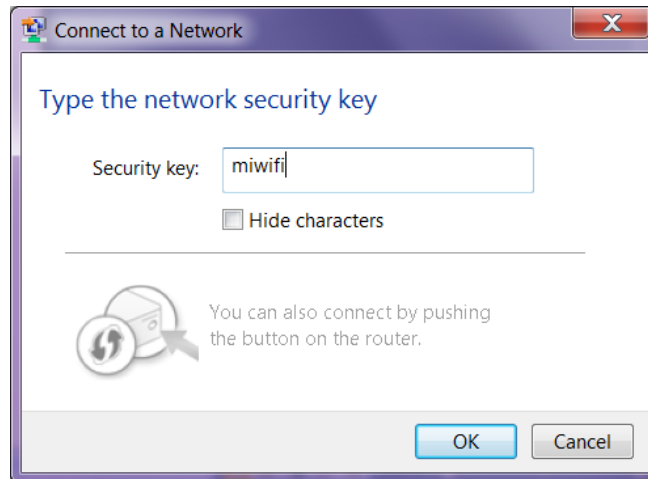 Connect to a Network
Type the network security key
Security key: miwifi
Hide characters
You can also connect by pushing
the button on the router.
OK Cancel